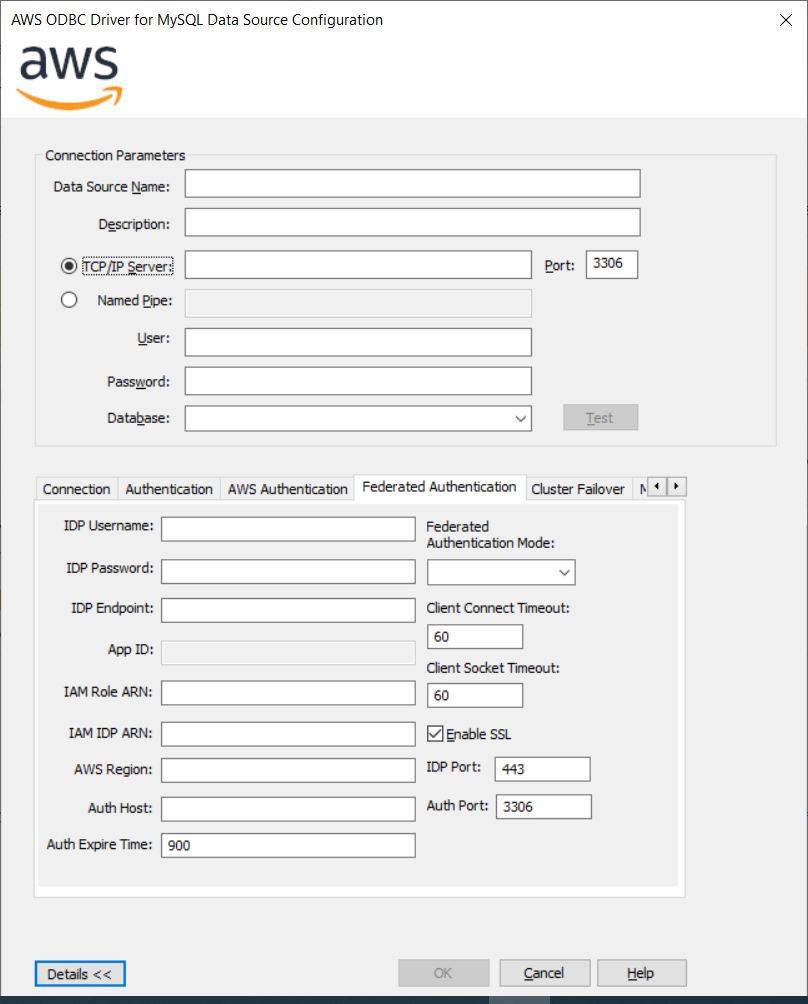 AWS ODBC Driver for MySQL Data Source Configuration
aws
Connection Parameters
Data Source Name:
Description:
TCP/IP Server:
Port: 3306
Named Pipe:
User:
Password:
Database:
Test
Connection Authentication AWS Authentication Federated Authentication Cluster Failover
IDP Username:
IDP Password:
IDP Endpoint:
App ID:
IAM Role ARN:
IAM IDP ARN:
AWS Region:
Auth Host:
Auth Expire Time: 900
Federated
Authentication Mode:
Client Connect Timeout:
60
Client Socket Timeout:
60
Enable SSL
IDP Port: 443
Auth Port: 3306
Details <<
OK Cancel Help